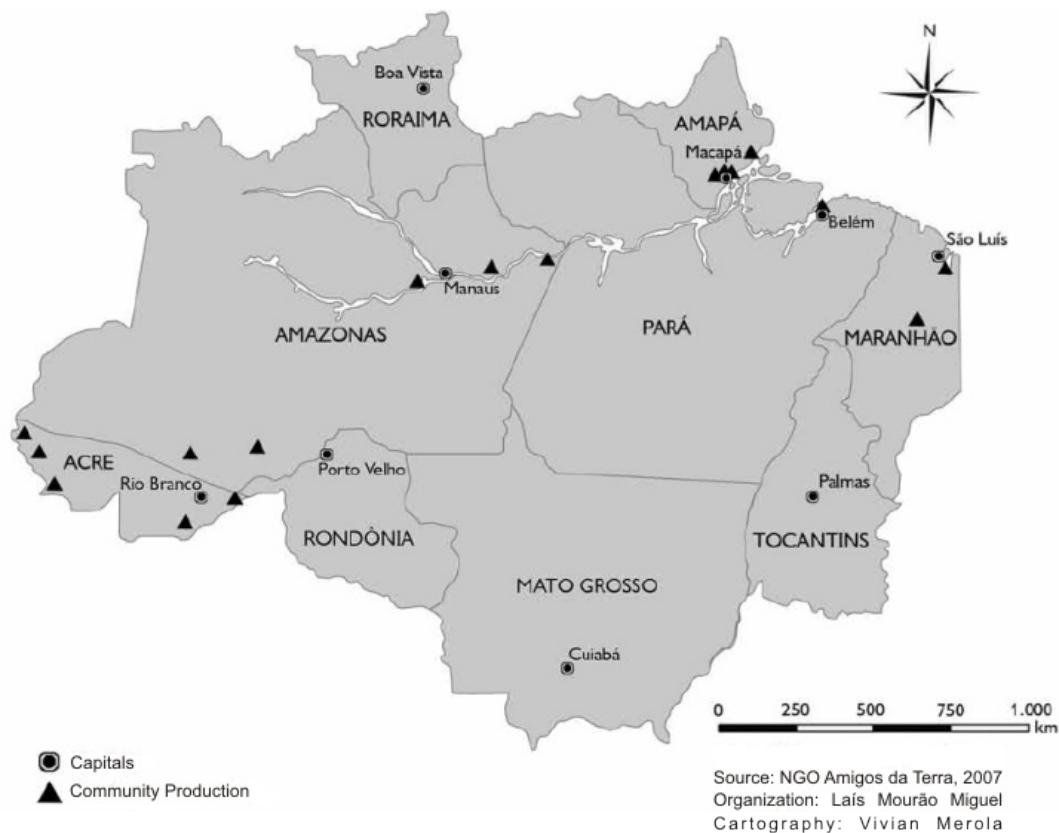 N
Boa Vista
RORAIMA
AMAPÁ
Macapá
Belém
São Luís
Manaus
AMAZONAS
PARÁ
MARANHÃO
ACRE
Rio Branco
Porto Velho
Palmas
RONDÔNIA
TOCANTINS
MATO GROSSO
Cuiabá
0 250 500 750 1.000
km
Capitals
Community Production
Source: NGO Amigos da Terra, 2007
Organization: Laís Mourão Miguel
Cartography: Vivian Merola